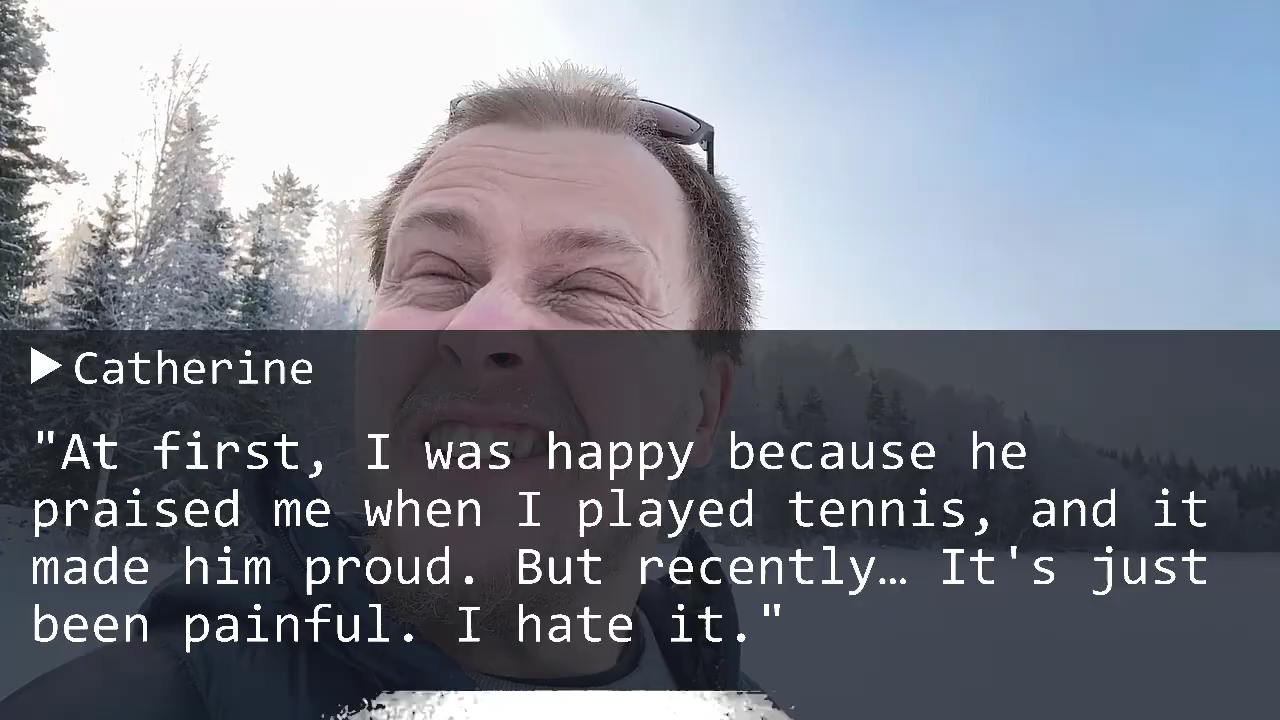 Catherine
"At first, I was happy because he
praised me when I played tennis, and it
made him proud. But recently… It's just
been painful. I hate it."